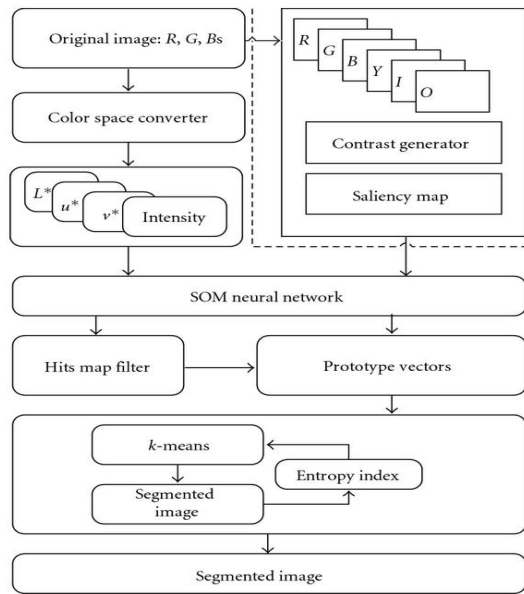 Original image: R, G, Bs
R
G
B
Y
I
O
Color space converter
Contrast generator
Saliency map
L*
u*
v*
Intensity
SOM neural network
Hits map filter
Prototype vectors
k-means
Entropy index
Segmented
image
Segmented image